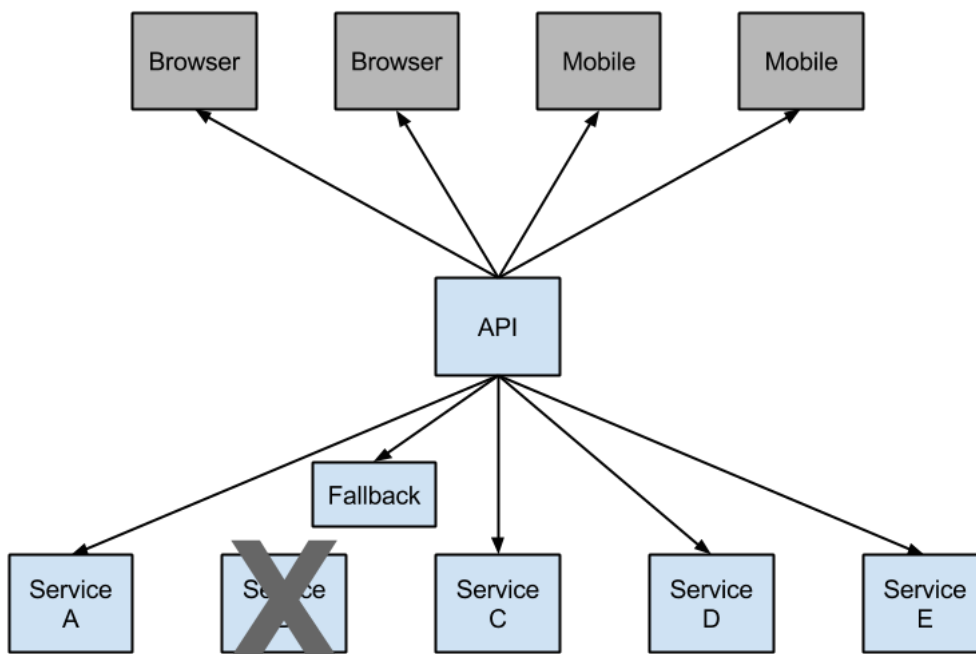 Browser
Browser
Mobile
Mobile
API
Fallback
Service
A
Service
C
Service
D
Service
E